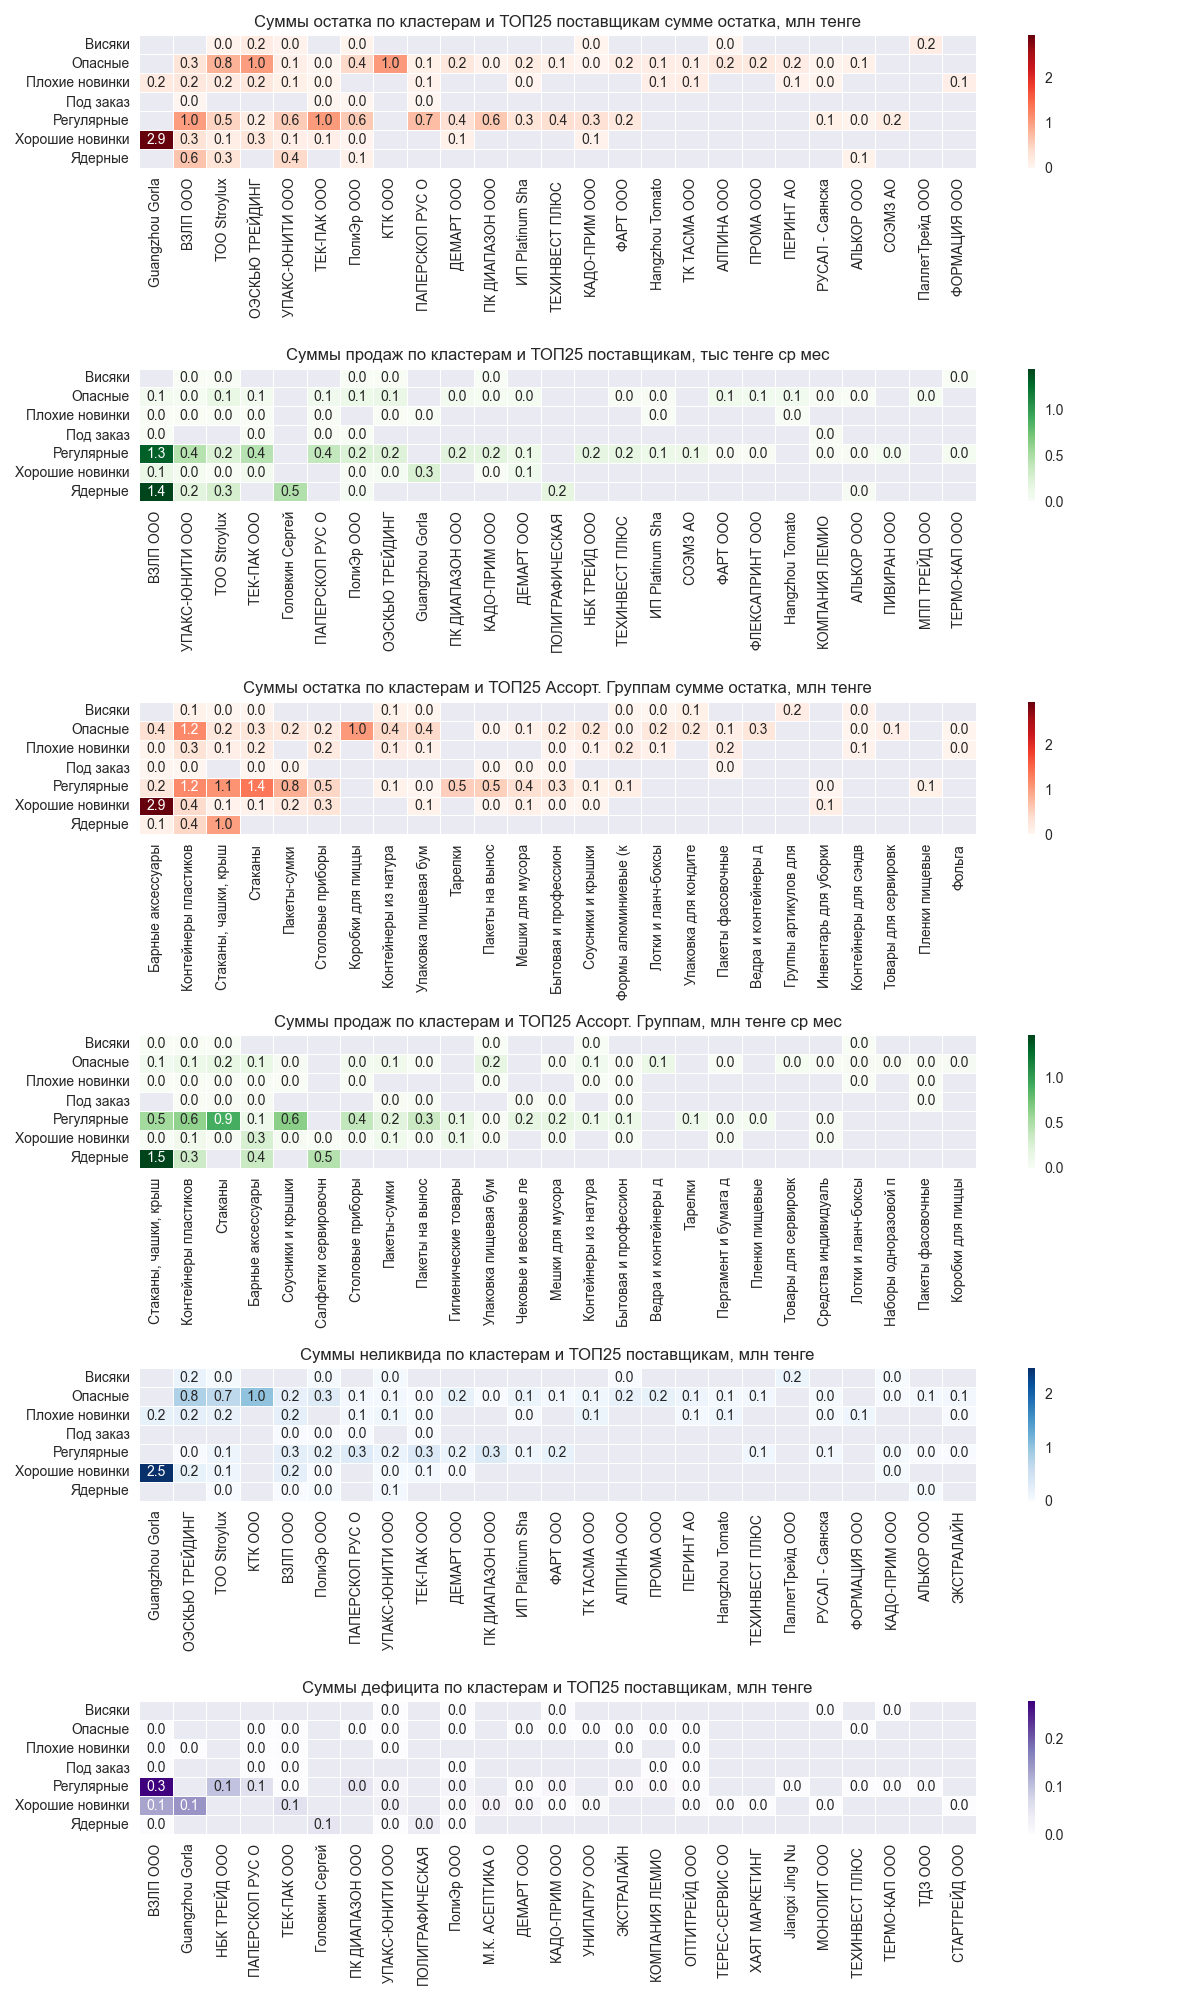 Суммы остатка по кластерам и ТОП25 поставщикам сумме остатка, млн тенге
Висяки 0.0 0.2 0.0 0.0 0.0 0.0 0.2
Опасные 0.3 0.8 1.0 0.1 0.0 0.4 1.0 0.1 0.2 0.0 0.2 0.1 0.0 0.2 0.1 0.1 0.2 0.2 0.2 0.0 0.1
Плохие новинки 0.2 0.2 0.2 0.2 0.1 0.0 0.1 0.0 0.1 0.1 0.1 0.0 0.1
Под заказ 0.0 0.0 0.0 0.0
Регулярные 1.0 0.5 0.2 0.6 1.0 0.6 0.7 0.4 0.6 0.3 0.4 0.3 0.2 0.1 0.0 0.2
Хорошие новинки 2.9 0.3 0.1 0.3 0.1 0.1 0.0 0.1 0.1
Ядерные 0.6 0.3 0.4 0.1 0.1
2
1
0
Guangzhou Gorla
ВЗЛП ООО
ТОО Stroylux
ОЭСКЬЮ ТРЕЙДИНГ
УПАКС-ЮНИТИ ООО
ТЕК-ПАК ООО
ПолиЭр ООО
КТК ООО
ПАПЕРСКОП РУС О
ДЕМАРТ ООО
ПК ДИАПАЗОН ООО
ИП Platinum Sha
ТЕХИНВЕСТ ПЛЮС
КАДО-ПРИМ ООО
ФАРТ ООО
Hangzhou Tomato
ТК ТАСМА ООО
АЛПИНА ООО
ПРОМА ООО
ПЕРИНТ АО
РУСАЛ - Саянска
АЛЬКОР ООО
СОЭМЗ АО
ПаллетТрейд ООО
ФОРМАЦИЯ ООО
Суммы продаж по кластерам и ТОП25 поставщикам, тыс тенге ср мес
Висяки 0.0 0.0 0.0 0.0 0.0 0.0
Опасные 0.1 0.0 0.1 0.1 0.1 0.1 0.1 0.0 0.0 0.0 0.0 0.0 0.1 0.1 0.1 0.0 0.0 0.0
Плохие новинки 0.0 0.0 0.0 0.0 0.0 0.0 0.0 0.0 0.0
Под заказ 0.0 0.0 0.0 0.0 0.0
Регулярные 1.3 0.4 0.2 0.4 0.4 0.2 0.2 0.2 0.2 0.1 0.2 0.2 0.1 0.1 0.0 0.0 0.0 0.0 0.0 0.0
Хорошие новинки 0.1 0.0 0.0 0.0 0.0 0.0 0.3 0.0 0.1
Ядерные 1.4 0.2 0.3 0.5 0.0 0.2 0.0
1.0
0.5
0.0
ВЗЛП ООО
УПАКС-ЮНИТИ ООО
ТОО Stroylux
ТЕК-ПАК ООО
Головкин Сергей
ПАПЕРСКОП РУС О
ПолиЭр ООО
ОЭСКЬЮ ТРЕЙДИНГ
Guangzhou Gorla
ПК ДИАПАЗОН ООО
КАДО-ПРИМ ООО
ДЕМАРТ ООО
ПОЛИГРАФИЧЕСКАЯ
НБК ТРЕЙД ООО
ТЕХИНВЕСТ ПЛЮС
ИП Platinum Sha
СОЭМЗ АО
ФАРТ ООО
ФЛЕКСАПРИНТ ООО
Hangzhou Tomato
КОМПАНИЯ ЛЕМИО
АЛЬКОР ООО
ПИВИРАН ООО
МПП ТРЕЙД ООО
ТЕРМО-КАП ООО
Суммы остатка по кластерам и ТОП25 Ассорт. Группам сумме остатка, млн тенге
Висяки 0.1 0.0 0.0 0.1 0.0 0.0 0.0 0.1 0.2 0.0
Опасные 0.4 1.2 0.2 0.3 0.2 0.2 1.0 0.4 0.4 0.0 0.1 0.2 0.2 0.0 0.2 0.2 0.1 0.3 0.0 0.1 0.0
Плохие новинки 0.0 0.3 0.1 0.2 0.2 0.1 0.1 0.0 0.1 0.2 0.1 0.2 0.1 0.0
Под заказ 0.0 0.0 0.0 0.0 0.0 0.0 0.0 0.0
Регулярные 0.2 1.2 1.1 1.4 0.8 0.5 0.1 0.0 0.5 0.5 0.4 0.3 0.1 0.1 0.0 0.1
Хорошие новинки 2.9 0.4 0.1 0.1 0.2 0.3 0.1 0.0 0.1 0.0 0.0 0.1
Ядерные 0.1 0.4 1.0
2
1
0
Барные аксессуары
Контейнеры пластиков
Стаканы, чашки, крыш
Стаканы
Пакеты-сумки
Столовые приборы
Коробки для пиццы
Контейнеры из натура
Упаковка пищевая бум
Тарелки
Пакеты на вынос
Мешки для мусора
Бытовая и профессион
Соусники и крышки
Формы алюминиевые (к
Лотки и ланч-боксы
Упаковка для кондите
Пакеты фасовочные
Ведра и контейнеры д
Группы артикулов для
Инвентарь для уборки
Контейнеры для сэндв
Товары для сервировк
Пленки пищевые
Фольга
Суммы продаж по кластерам и ТОП25 Ассорт. Группам, млн тенге ср мес
Висяки 0.0 0.0 0.0 0.0 0.0 0.0
Опасные 0.1 0.1 0.2 0.1 0.0 0.0 0.1 0.0 0.2 0.0 0.1 0.0 0.1 0.0 0.0 0.0 0.0 0.0 0.0 0.0
Плохие новинки 0.0 0.0 0.0 0.0 0.0 0.0 0.0 0.0 0.0 0.0 0.0
Под заказ 0.0 0.0 0.0 0.0 0.0 0.0 0.0 0.0 0.0
Регулярные 0.5 0.6 0.9 0.1 0.6 0.4 0.2 0.3 0.1 0.0 0.2 0.2 0.1 0.1 0.1 0.0 0.0 0.0
Хорошие новинки 0.0 0.1 0.0 0.3 0.0 0.0 0.0 0.1 0.0 0.1 0.0 0.0 0.0 0.0 0.0
Ядерные 1.5 0.3 0.4 0.5
1.0
0.5
0.0
Стаканы, чашки, крыш
Контейнеры пластиков
Стаканы
Барные аксессуары
Соусники и крышки
Салфетки сервировочн
Столовые приборы
Пакеты-сумки
Пакеты на вынос
Гигиенические товары
Упаковка пищевая бум
Чековые и весовые ле
Мешки для мусора
Контейнеры из натура
Бытовая и профессион
Ведра и контейнеры д
Тарелки
Пергамент и бумага д
Пленки пищевые
Товары для сервировк
Средства индивидуаль
Лотки и ланч-боксы
Наборы одноразовой п
Пакеты фасовочные
Коробки для пиццы
Суммы неликвида по кластерам и ТОП25 поставщикам, млн тенге
Висяки 0.2 0.0 0.0 0.0 0.0 0.2 0.0
Опасные 0.8 0.7 1.0 0.2 0.3 0.1 0.1 0.0 0.2 0.0 0.1 0.1 0.1 0.2 0.2 0.1 0.1 0.1 0.0 0.0 0.1 0.1
Плохие новинки 0.2 0.2 0.2 0.2 0.1 0.1 0.0 0.0 0.1 0.1 0.1 0.0 0.1 0.0
Под заказ 0.0 0.0 0.0 0.0
Регулярные 0.0 0.1 0.3 0.2 0.3 0.2 0.3 0.2 0.3 0.1 0.2 0.1 0.1 0.0 0.0 0.0
Хорошие новинки 2.5 0.2 0.1 0.2 0.0 0.0 0.1 0.0 0.0
Ядерные 0.0 0.0 0.0 0.1 0.0
2
1
0
Guangzhou Gorla
ОЭСКЬЮ ТРЕЙДИНГ
ТОО Stroylux
КТК ООО
ВЗЛП ООО
ПолиЭр ООО
ПАПЕРСКОП РУС О
УПАКС-ЮНИТИ ООО
ТЕК-ПАК ООО
ДЕМАРТ ООО
ПК ДИАПАЗОН ООО
ИП Platinum Sha
ФАРТ ООО
ТК ТАСМА ООО
АЛПИНА ООО
ПРОМА ООО
ПЕРИНТ АО
Hangzhou Tomato
ТЕХИНВЕСТ ПЛЮС
ПаллетТрейд ООО
РУСАЛ - Саянска
ФОРМАЦИЯ ООО
КАДО-ПРИМ ООО
АЛЬКОР ООО
ЭКСТРАЛАЙН
Суммы дефицита по кластерам и ТОП25 поставщикам, млн тенге
Висяки 0.0 0.0 0.0 0.0 0.0
Опасные 0.0 0.0 0.0 0.0 0.0 0.0 0.0 0.0 0.0 0.0 0.0 0.0 0.0
Плохие новинки 0.0 0.0 0.0 0.0 0.0 0.0 0.0
Под заказ 0.0 0.0 0.0 0.0 0.0 0.0
Регулярные 0.3 0.1 0.1 0.0 0.0 0.0 0.0 0.0 0.0 0.0 0.0 0.0 0.0 0.0 0.0 0.0
Хорошие новинки 0.1 0.1 0.1 0.0 0.0 0.0 0.0 0.0 0.0 0.0 0.0 0.0 0.0 0.0
Ядерные 0.0 0.1 0.0 0.0 0.0
0.2
0.1
0.0
ВЗЛП ООО
Guangzhou Gorla
НБК ТРЕЙД ООО
ПАПЕРСКОП РУС О
ТЕК-ПАК ООО
Головкин Сергей
ПК ДИАПАЗОН ООО
УПАКС-ЮНИТИ ООО
ПОЛИГРАФИЧЕСКАЯ
ПолиЭр ООО
М.К. АСЕПТИКА О
ДЕМАРТ ООО
КАДО-ПРИМ ООО
УНИПАПРУ ООО
ЭКСТРАЛАЙН
КОМПАНИЯ ЛЕМИО
ОПТИТРЕЙД ООО
ТЕРЕС-СЕРВИС ОО
ХАЯТ МАРКЕТИНГ
Jiangxi Jing Nu
МОНОЛИТ ООО
ТЕХИНВЕСТ ПЛЮС
ТЕРМО-КАП ООО
ТДЗ ООО
СТАРТРЕЙД ООО